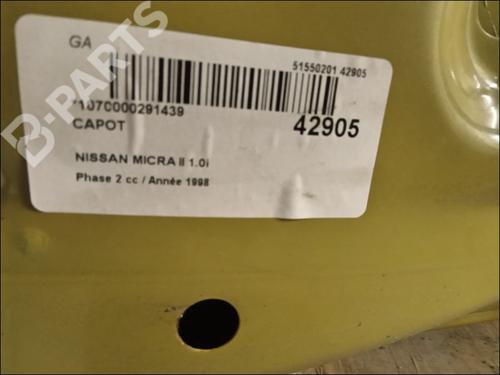 GA
51550201 42905
*1070000291439
CAPOT
42905
NISSAN MICRA II 1.0i
Phase 2 cc / Année 1998
B-PARTS